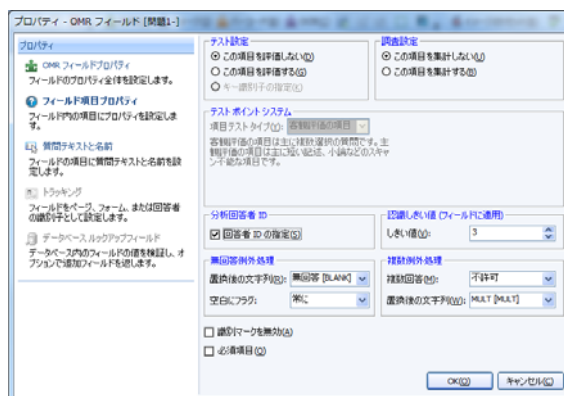 プロパティ - OMR フィールド [問題1-]
プロパティ
OMR フィールドプロパティ
フィールドのプロパティ全体を設定します。
フィールド項目プロパティ
フィールド内の項目にプロパティを設定しま
す。
質問テキストと名前
フィールドの項目に質問テキストと名前を設
定します。
トラッキング
フィールドをページ、フォーム、または回答者
の識別子として設定します。
データベース ルックアップフィールド
データベース内のフィールドの値を検証し、オ
プションで追加フィールドを返します。
テスト設定
この項目を評価しない(D)
この項目を評価する(G)
キー識別子の指定(K)
調査設定
この項目を集計しない(U)
この項目を集計する(B)
テスト ポイント システム
項目テストタイプ(Y): 客観評価の項目
客観評価の項目は主に複数選択の質問です。主
観評価の項目は主に短い記述、小論などのスキャ
ン不能な項目です。
分析回答者 ID
回答者 ID の指定(S)
認識しきい値 (フィールドに適用)
しきい値(V): 3
無回答例外処理
置換後の文字列(R): 無回答 [BLANK]
空白にフラグ: 常に
複数例外処理
複数回答(M): 不許可
置換後の文字列(W): MULT [MULT]
識別マークを無効(A)
必須項目(Q)
OK(O) キャンセル(C)